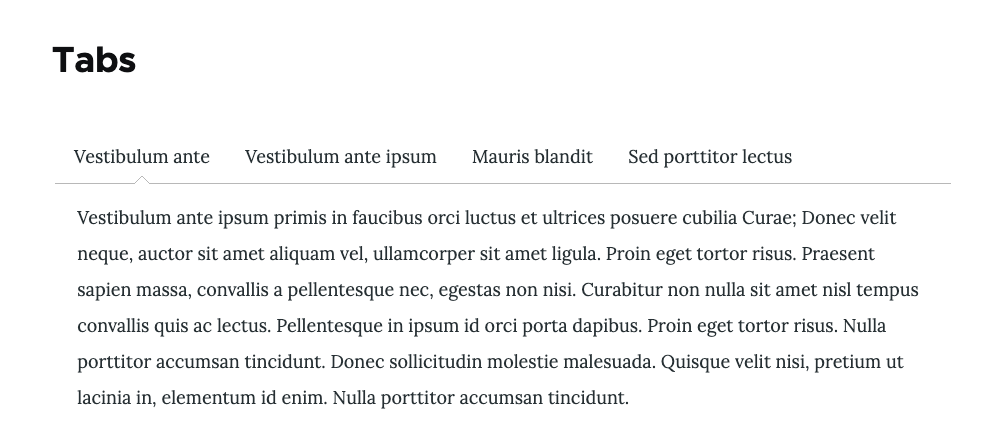 Tabs
Vestibulum ante Vestibulum ante ipsum Mauris blandit Sed porttitor lectus
Vestibulum ante ipsum primis in faucibus orci luctus et ultrices posuere cubilia Curae; Donec velit
neque, auctor sit amet aliquam vel, ullamcorper sit amet ligula. Proin eget tortor risus. Praesent
sapien massa, convallis a pellentesque nec, egestas non nisi. Curabitur non nulla sit amet nisl tempus
convallis quis ac lectus. Pellentesque in ipsum id orci porta dapibus. Proin eget tortor risus. Nulla
porttitor accumsan tincidunt. Donec sollicitudin molestie malesuada. Quisque velit nisi, pretium ut
lacinia in, elementum id enim. Nulla porttitor accumsan tincidunt.